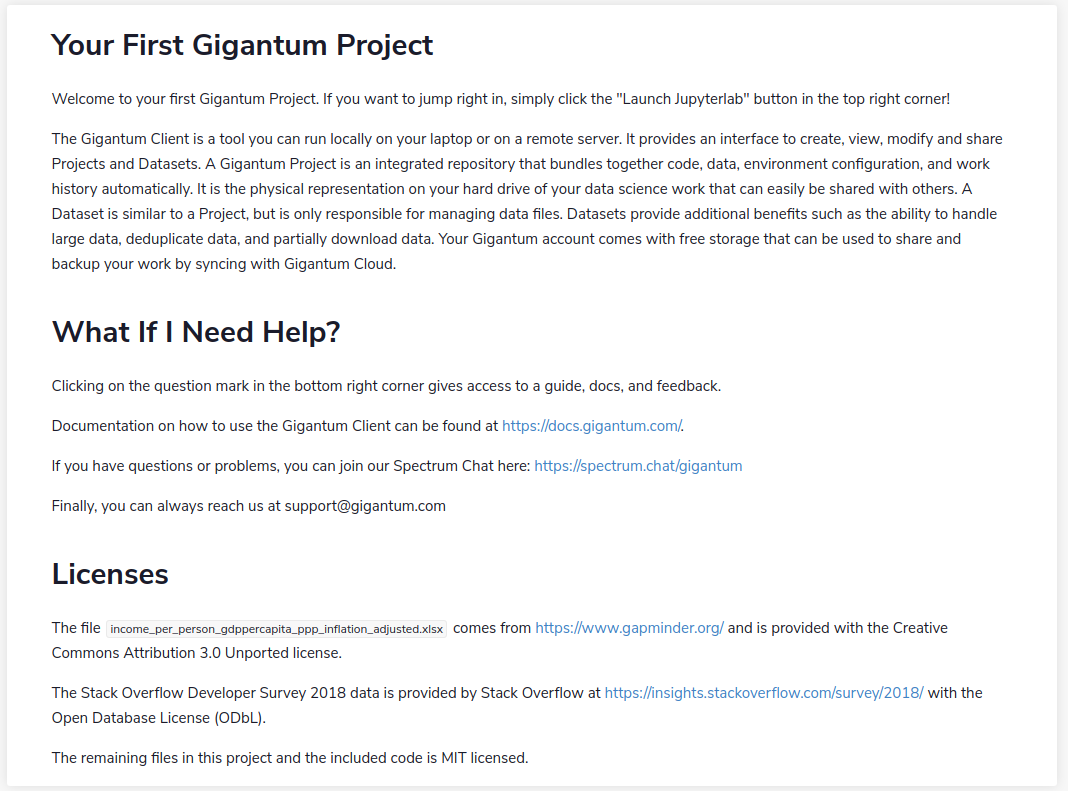 Your First Gigantum Project
Welcome to your first Gigantum Project. If you want to jump right in, simply click the "Launch Jupyterlab" button in the top right corner!
The Gigantum Client is a tool you can run locally on your laptop or on a remote server. It provides an interface to create, view, modify and share
Projects and Datasets. A Gigantum Project is an integrated repository that bundles together code, data, environment configuration, and work
history automatically. It is the physical representation on your hard drive of your data science work that can easily be shared with others. A
Dataset is similar to a Project, but is only responsible for managing data files. Datasets provide additional benefits such as the ability to handle
large data, deduplicate data, and partially download data. Your Gigantum account comes with free storage that can be used to share and
backup your work by syncing with Gigantum Cloud.
What If I Need Help?
Clicking on the question mark in the bottom right corner gives access to a guide, docs, and feedback.
Documentation on how to use the Gigantum Client can be found at https://docs.gigantum.com/.
If you have questions or problems, you can join our Spectrum Chat here: https://spectrum.chat/gigantum
Finally, you can always reach us at support@gigantum.com
Licenses
The file income_per_person_gdppercapita_ppp_inflation_adjusted.xlsx comes from https://www.gapminder.org/ and is provided with the Creative
Commons Attribution 3.0 Unported license.
The Stack Overflow Developer Survey 2018 data is provided by Stack Overflow at https://insights.stackoverflow.com/survey/2018/ with the
Open Database License (ODbL).
The remaining files in this project and the included code is MIT licensed.